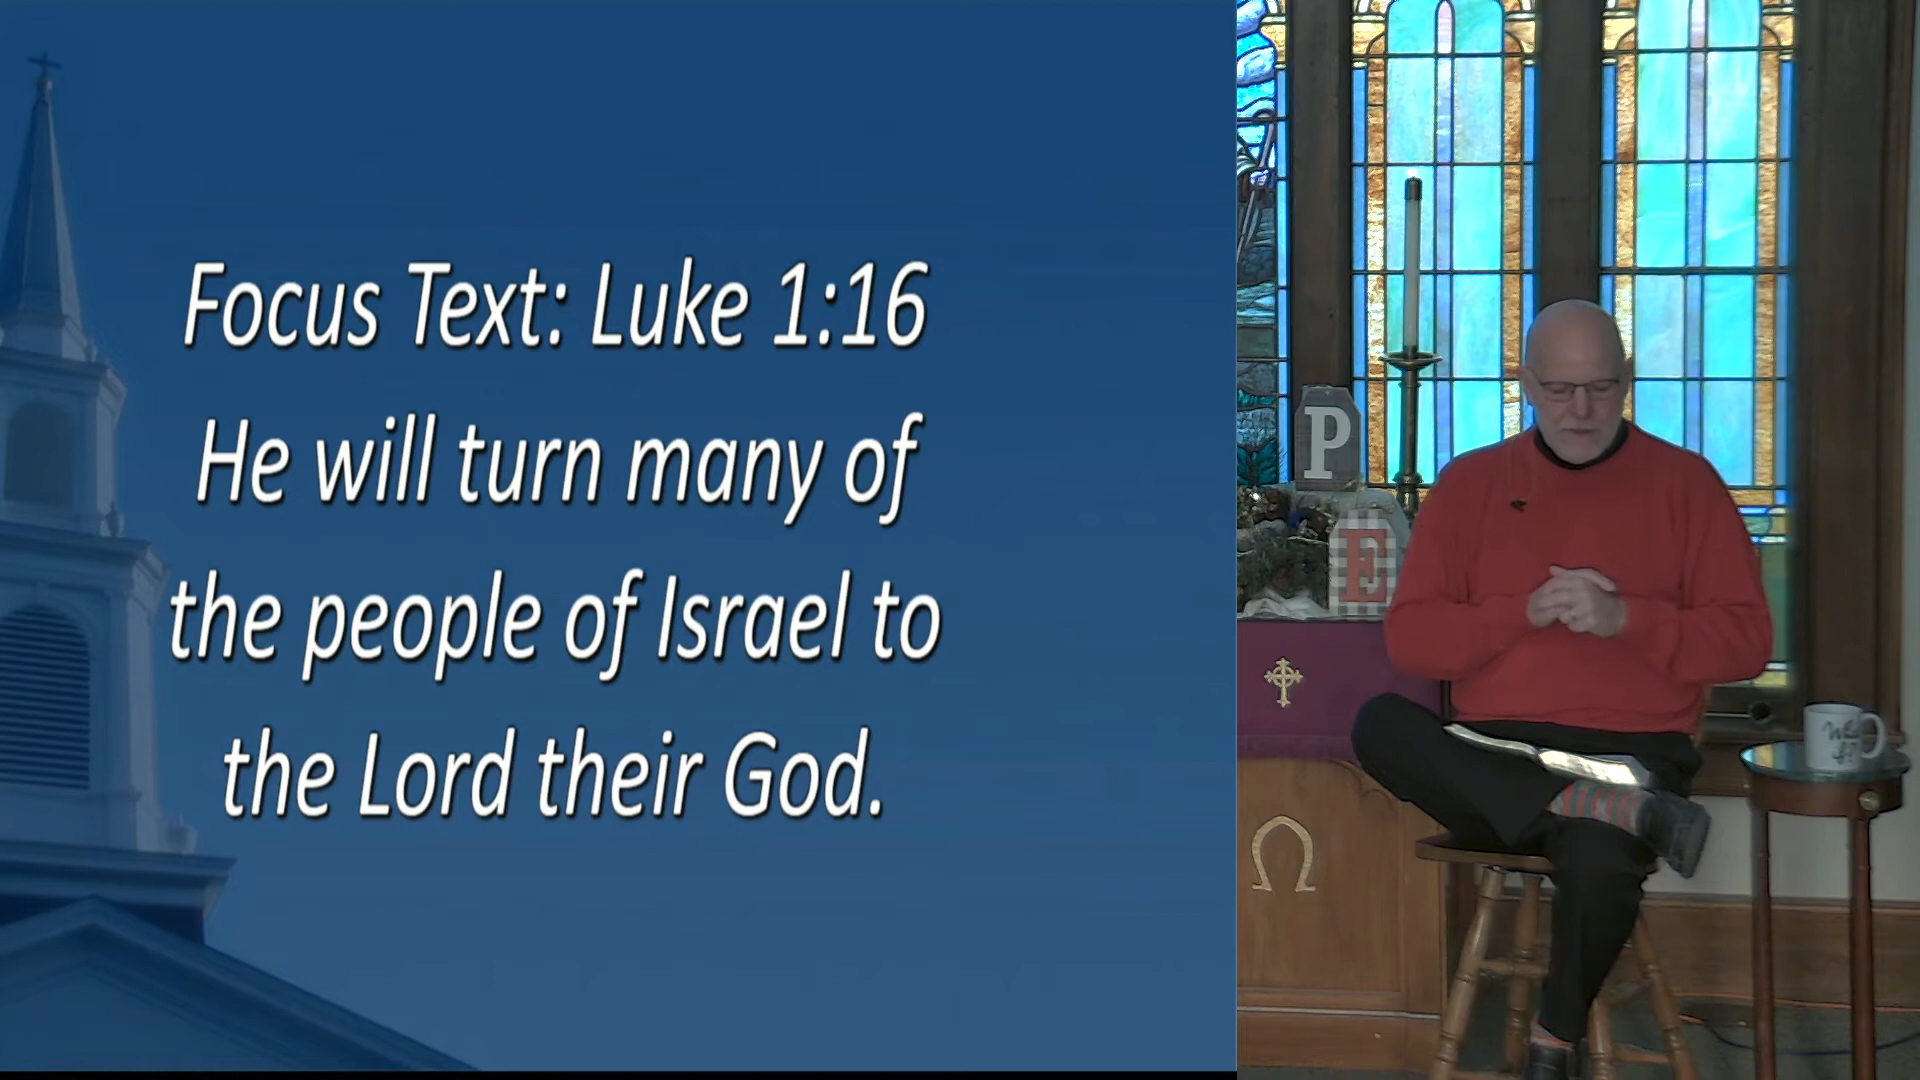 Focus Text: Luke 1:16
He will turn many of
the people of Israel to
the Lord their God.
P
E
Ω